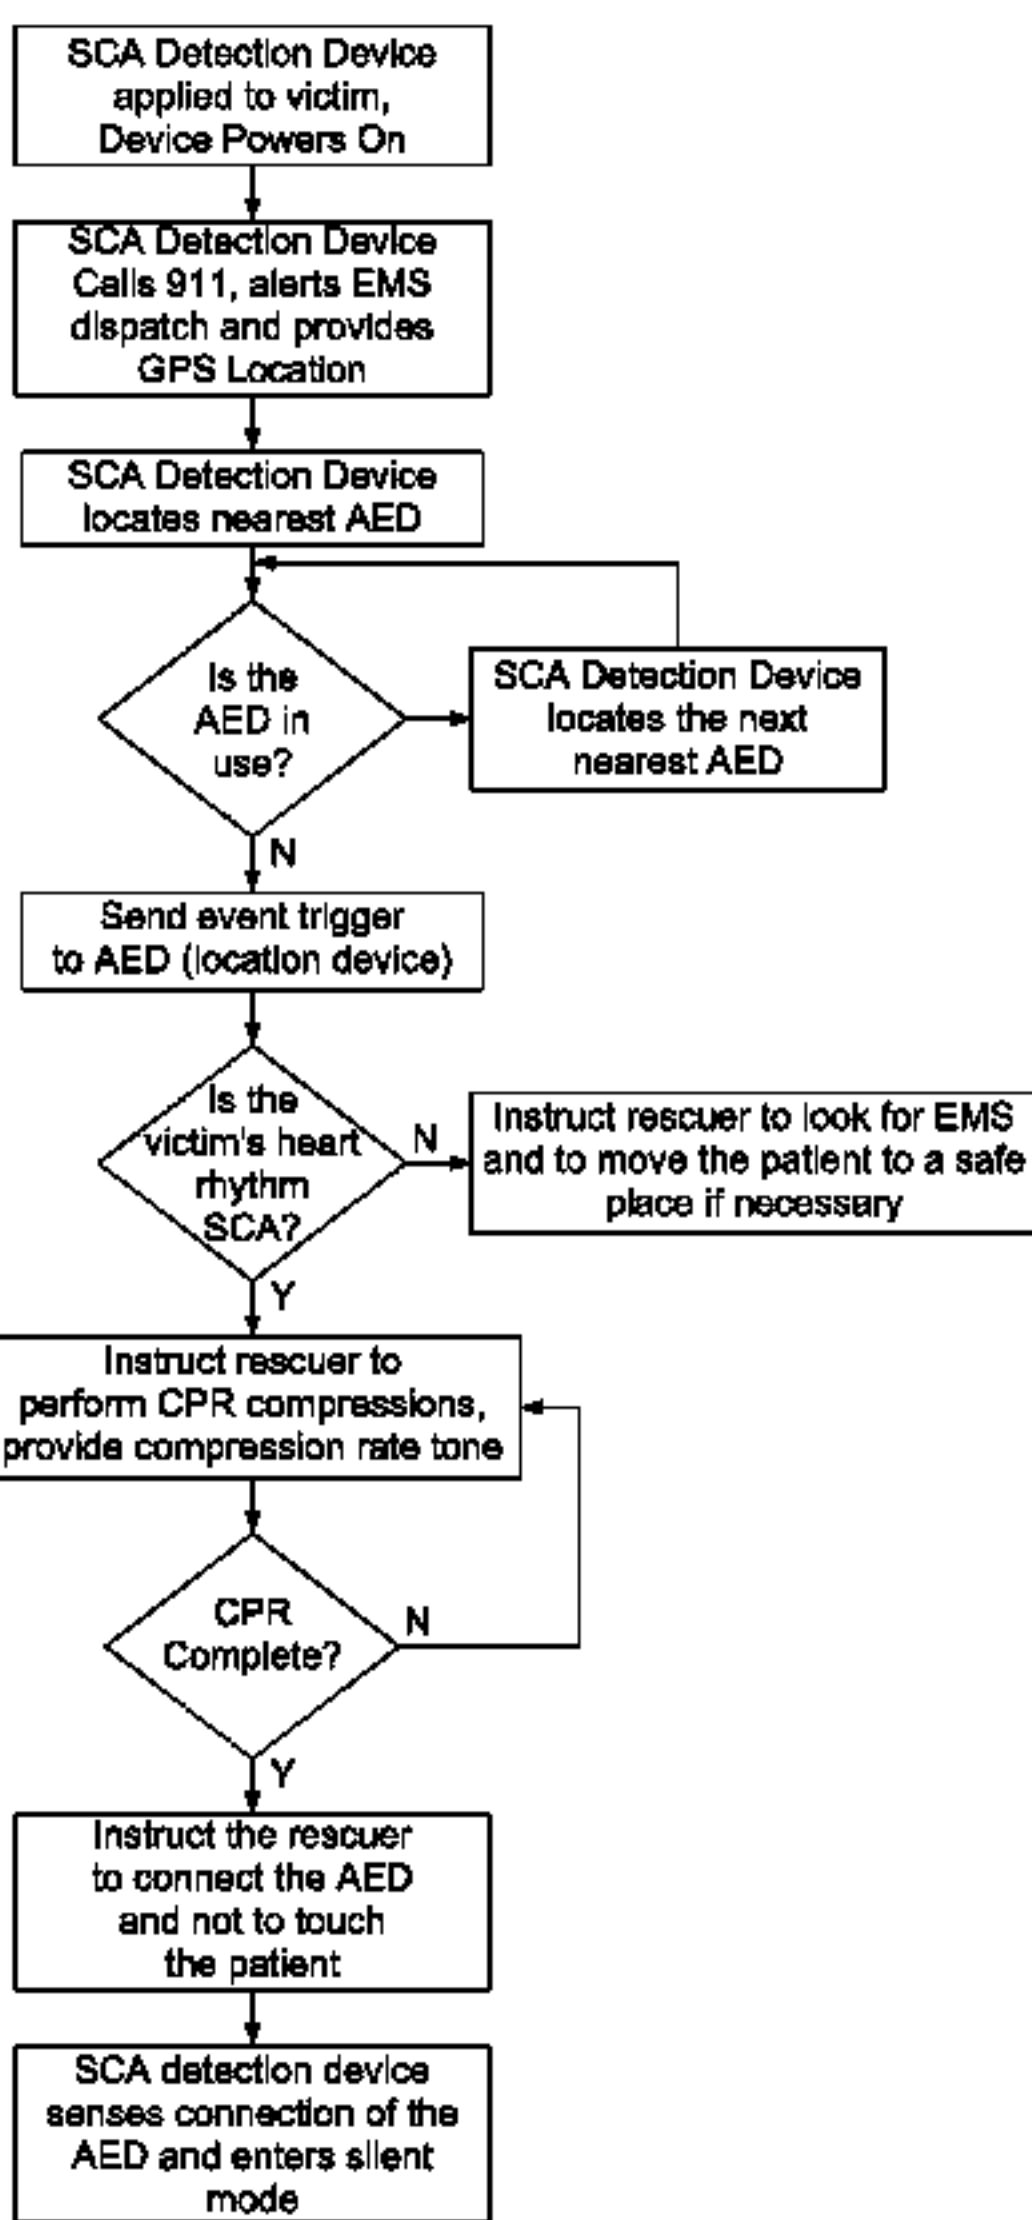 SCA Detection Device
applied to victim,
Device Powers On
SCA Detection Device
Calls 911, alerts EMS
dispatch and provides
GPS Location
SCA Detection Device
locates nearest AED
Is the
AED in
use?
SCA Detection Device
locates the next
nearest AED
N
Send event trigger
to AED (location device)
Is the
victim's heart
rhythm
SCA?
N
Instruct rescuer to look for EMS
and to move the patient to a safe
place if necessary
Y
Instruct rescuer to
perform CPR compressions,
provide compression rate tone
CPR
Complete?
N
Y
Instruct the rescuer
to connect the AED
and not to touch
the patient
SCA detection device
senses connection of the
AED and enters silent
mode